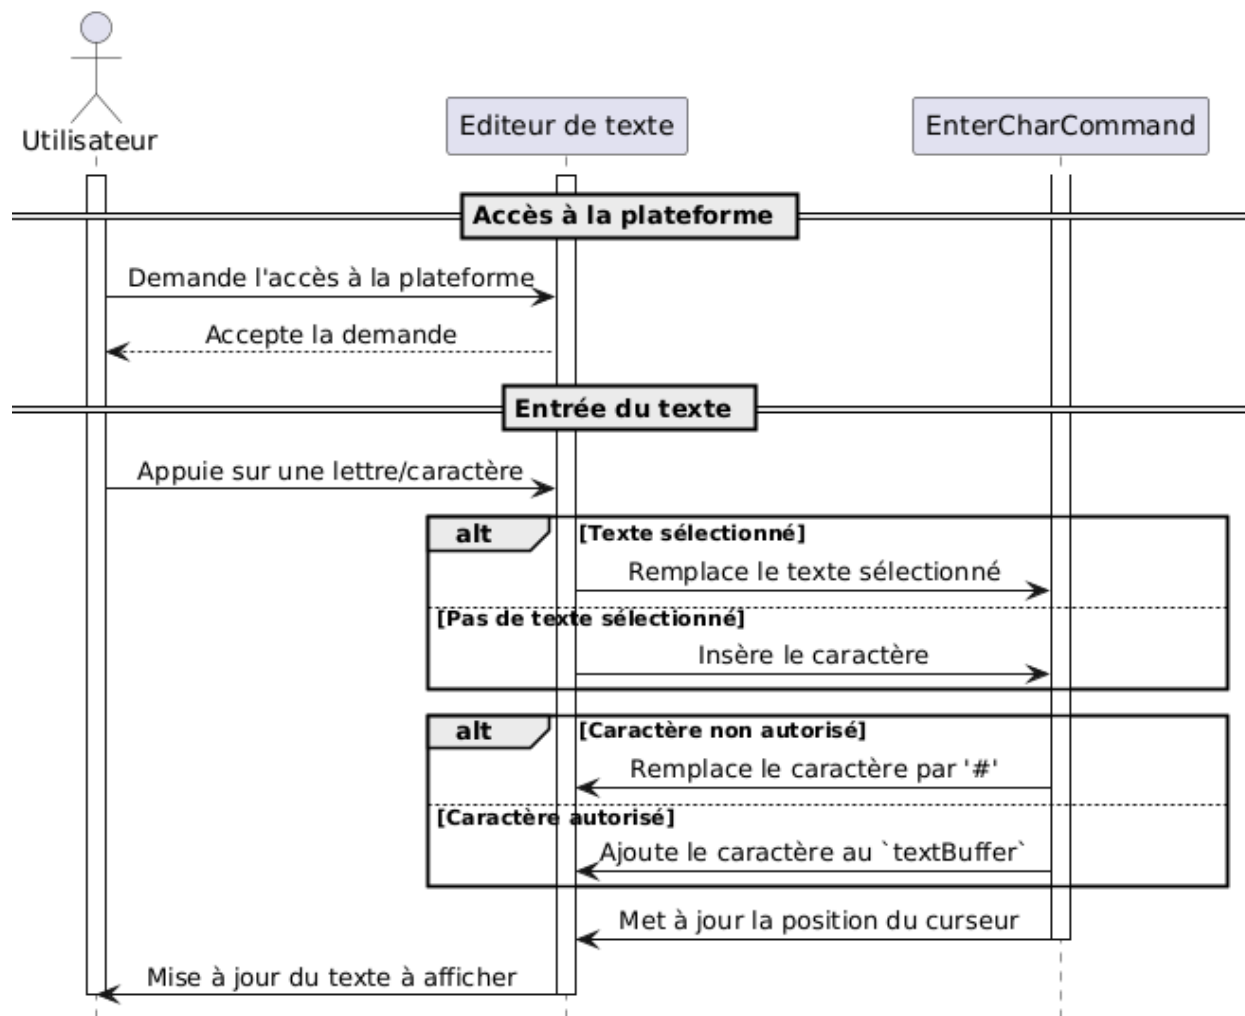 Utilisateur
Editeur de texte
EnterCharCommand
Accès à la plateforme
Demande l'accès à la plateforme
Accepte la demande
Entrée du texte
Appuie sur une lettre/caractère
alt
[Texte sélectionné]
Remplace le texte sélectionné
[Pas de texte sélectionné]
Insère le caractère
alt
[Caractère non autorisé]
Remplace le caractère par '#'
[Caractère autorisé]
Ajoute le caractère au `textBuffer`
Met à jour la position du curseur
Mise à jour du texte à afficher